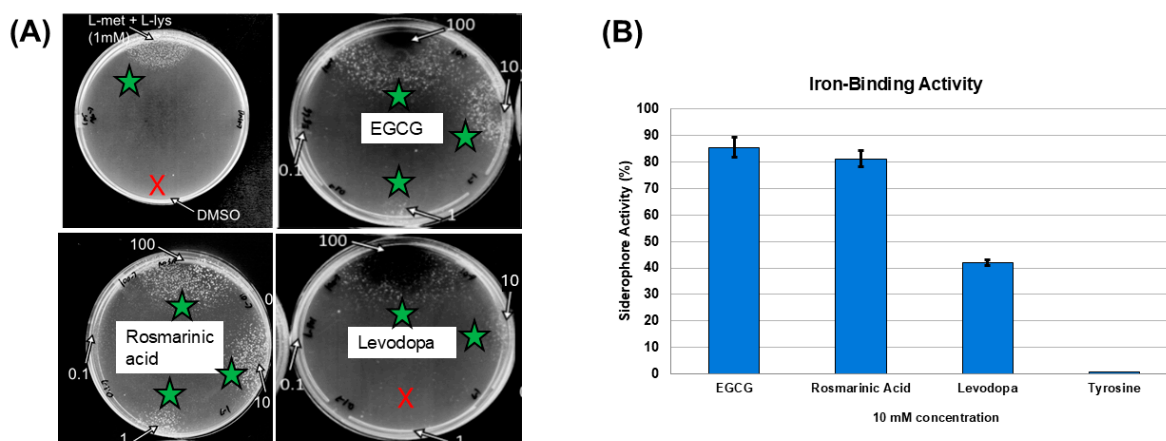 (A)
L-met + L-lys
(1mM)
DMSO
100
10
EGCG
0.1
1
100
0
Rosmarinic
acid
0.1
10
1
100
10
Levodopa
0.1
1
(B)
Iron-Binding Activity
Siderophore Activity (%)
100
90
80
70
60
50
40
30
20
10
0
EGCG
Rosmarinic Acid
Levodopa
Tyrosine
10 mM concentration